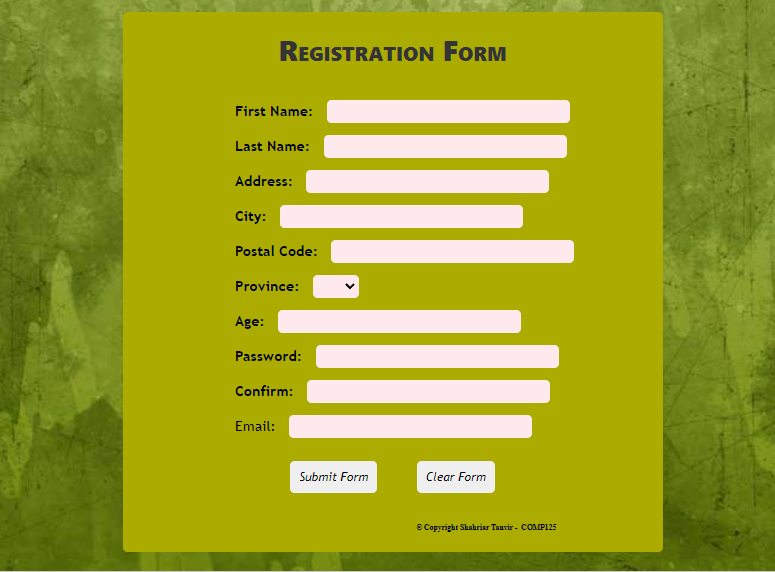 Registration Form
First Name:
Last Name:
Address:
City:
Postal Code:
Province:
Age:
Password:
Confirm:
Email:
Submit Form Clear Form
© Copyright Shahriar Tanvir - COMP125